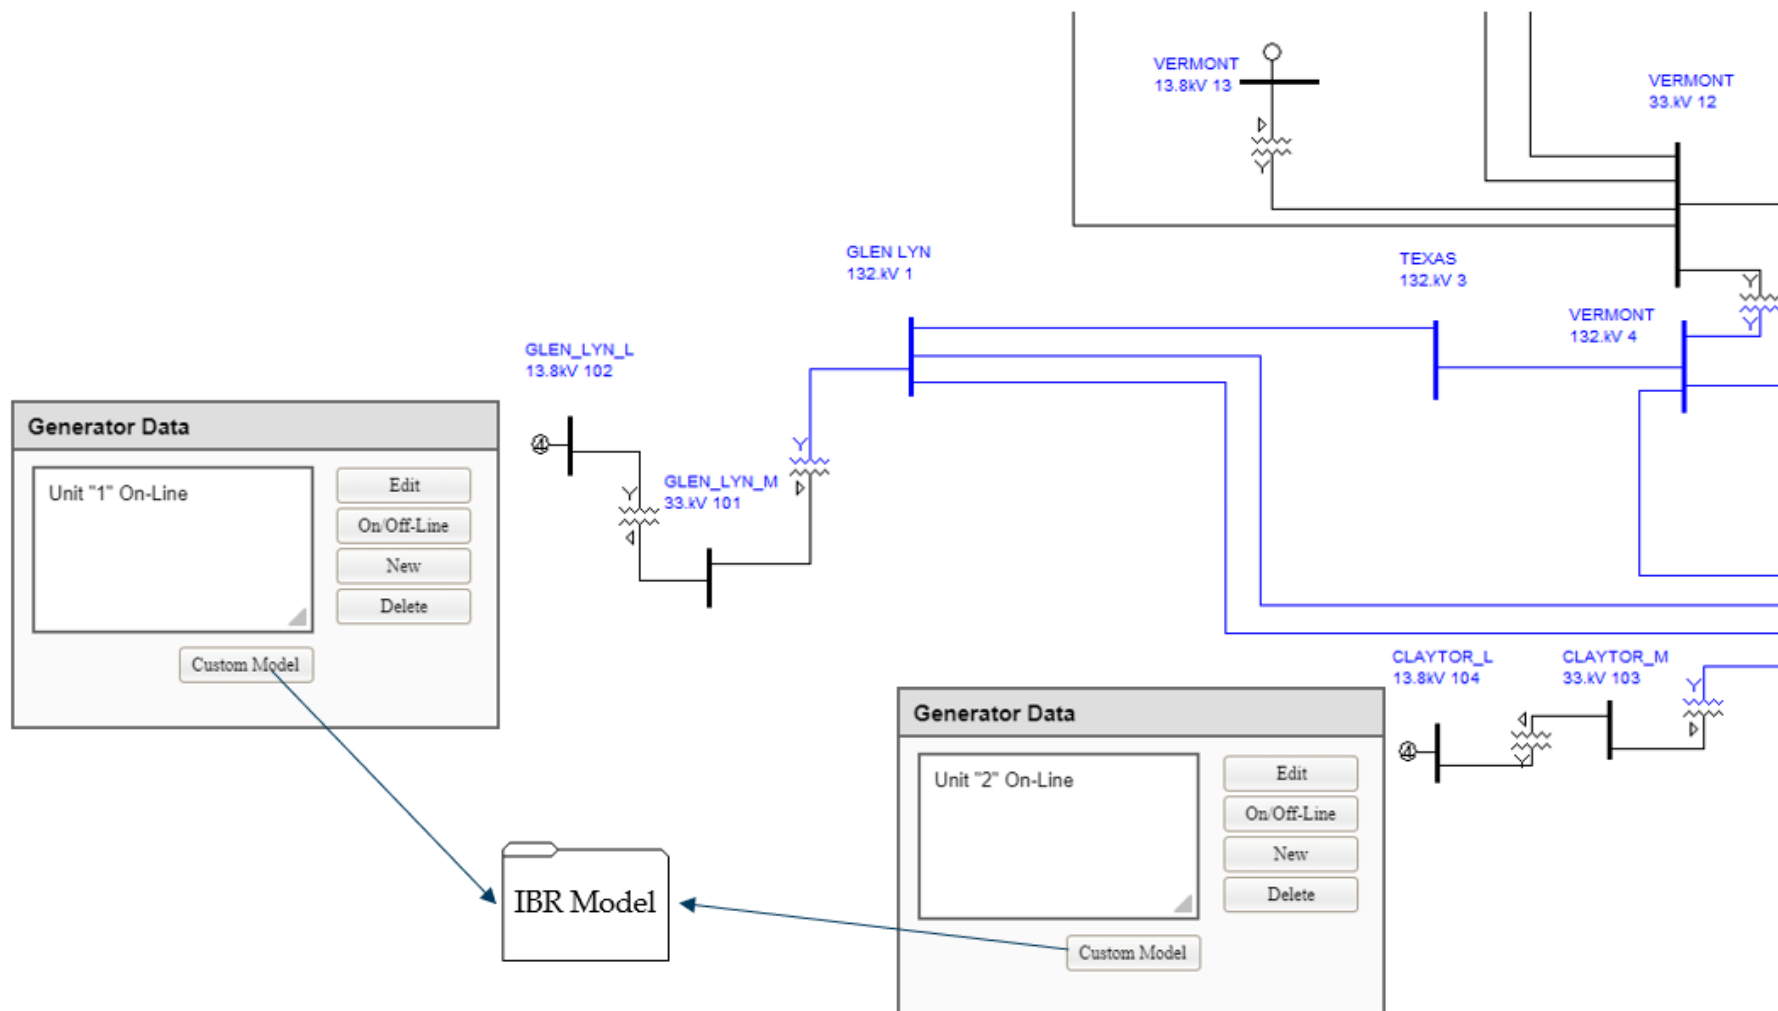 VERMONT
13.8kV 13
VERMONT
33.kV 12
GLEN LYN
132.kV 1
TEXAS
132.kV 3
VERMONT
132.kV 4
GLEN_LYN_L
13.8kV 102
GLEN_LYN_M
33.kV 101
Generator Data
Unit "1" On-Line
Edit
On/Off-Line
New
Delete
Custom Model
4
CLAYTOR_L
13.8kV 104
CLAYTOR_M
33.kV 103
4
Generator Data
Unit "2" On-Line
Edit
On/Off-Line
New
Delete
Custom Model
IBR Model